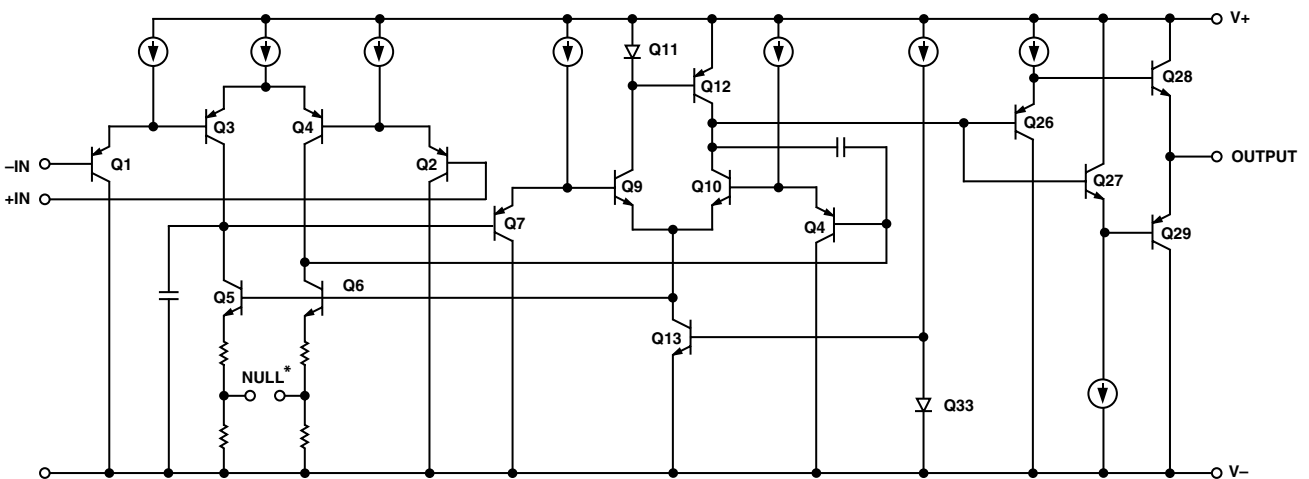 V+
Q11
Q12
Q28
Q3
Q4
Q26
–IN
Q1
Q2
OUTPUT
+IN
Q9
Q10
Q27
Q7
Q4
Q29
Q5
Q6
Q13
NULL*
Q33
V–